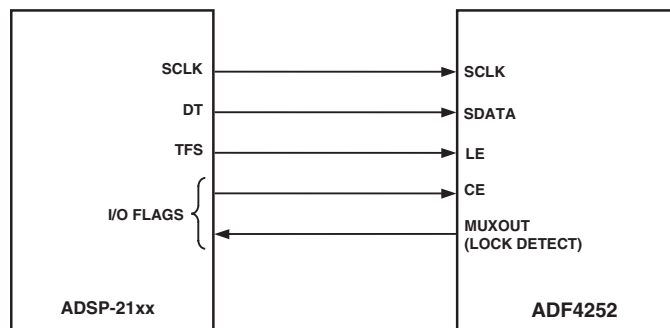 SCLK
DT
TFS
I/O FLAGS
ADSP-21xx
SCLK
SDATA
LE
CE
MUXOUT
(LOCK DETECT)
ADF4252